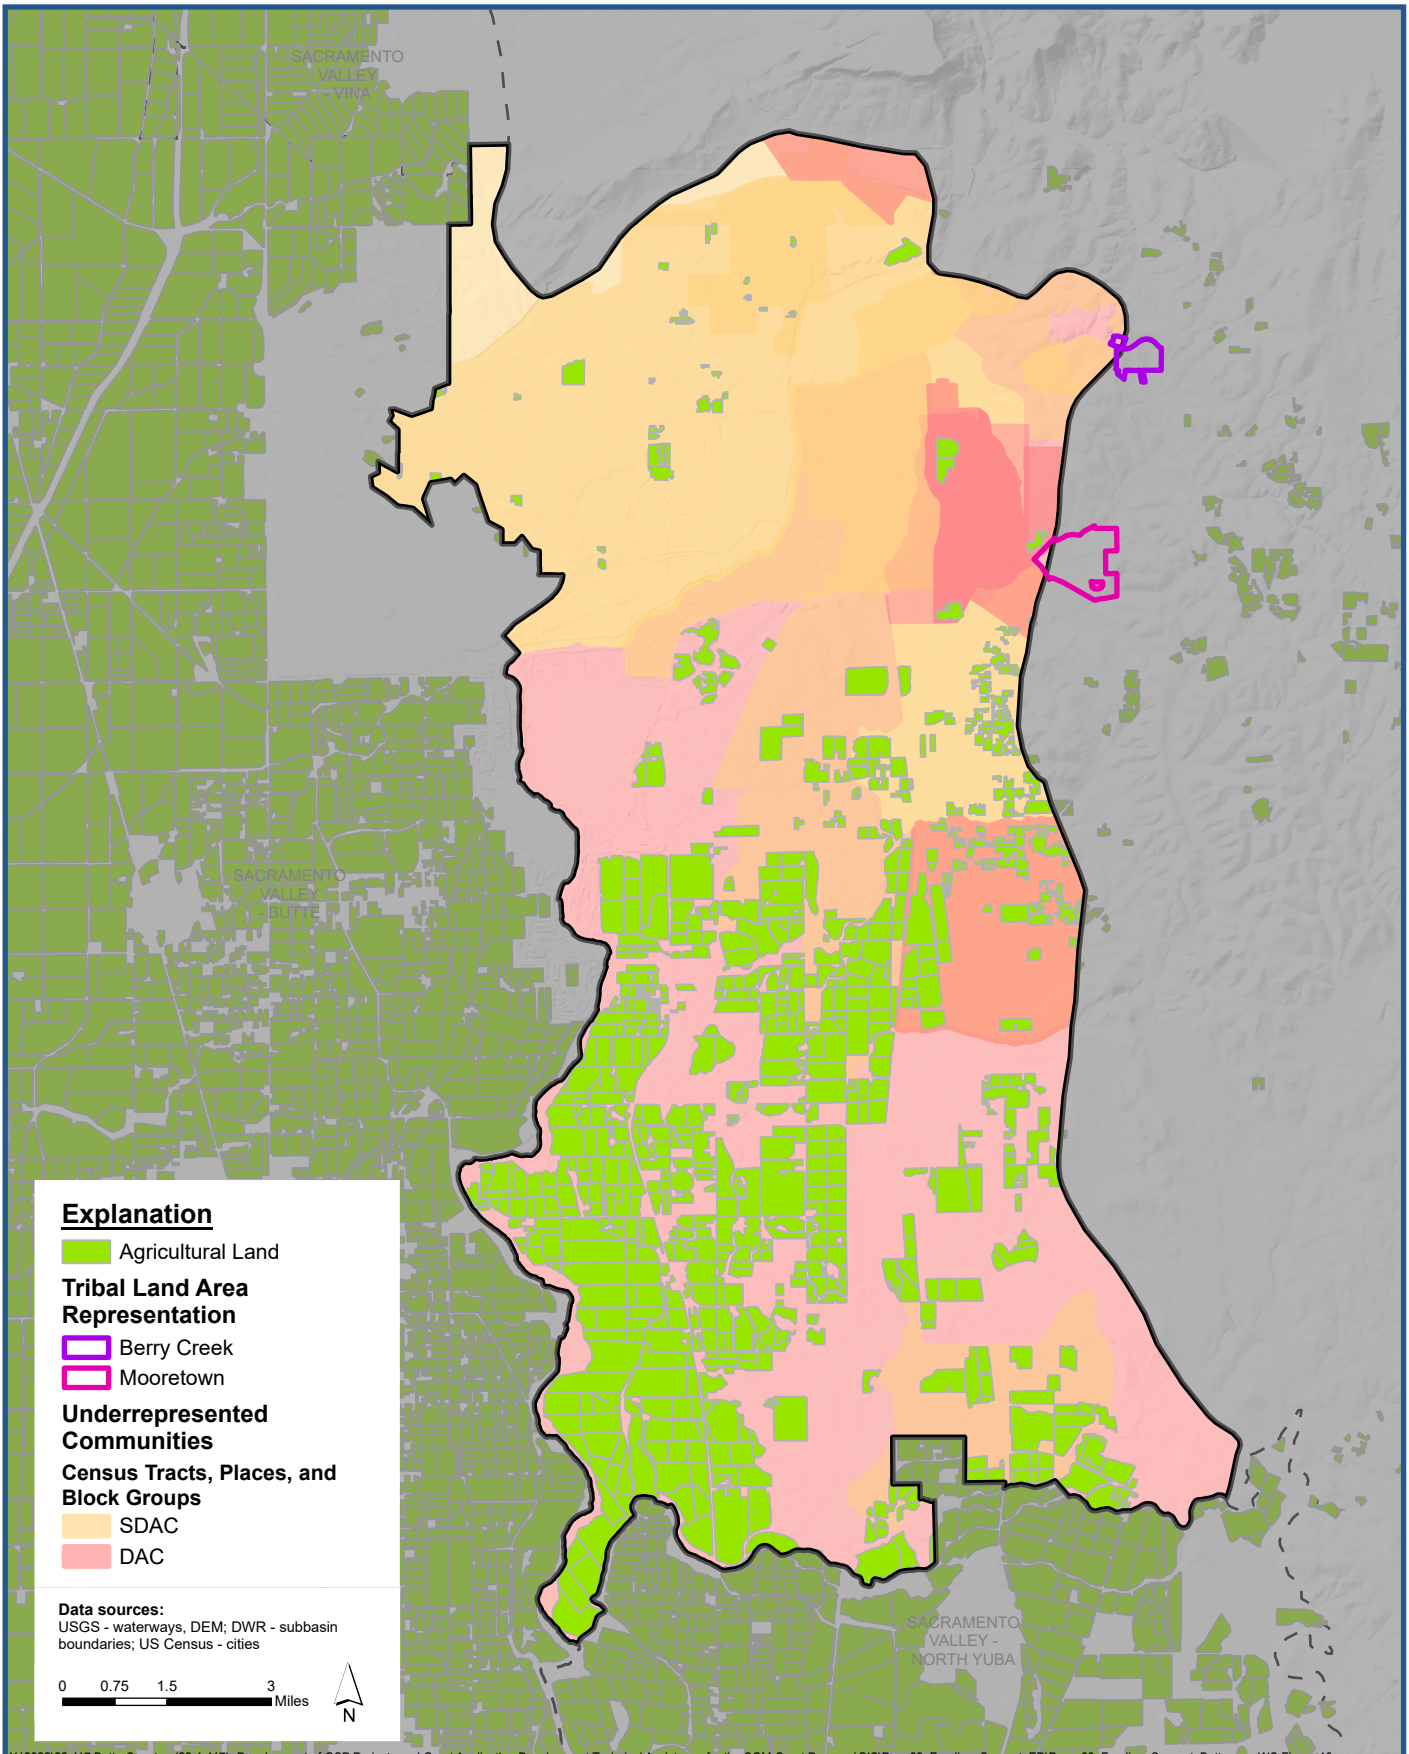 SACRAMENTO
VALLEY
- VINA
SACRAMENTO
VALLEY
- BUTTE
SACRAMENTO
VALLEY -
NORTH YUBA
Explanation
Agricultural Land
Tribal Land Area
Representation
Berry Creek
Mooretown
Underrepresented
Communities
Census Tracts, Places, and
Block Groups
SDAC
DAC
Data sources:
USGS - waterways, DEM; DWR - subbasin
boundaries; US Census - cities
0 0.75 1.5 3
Miles
N